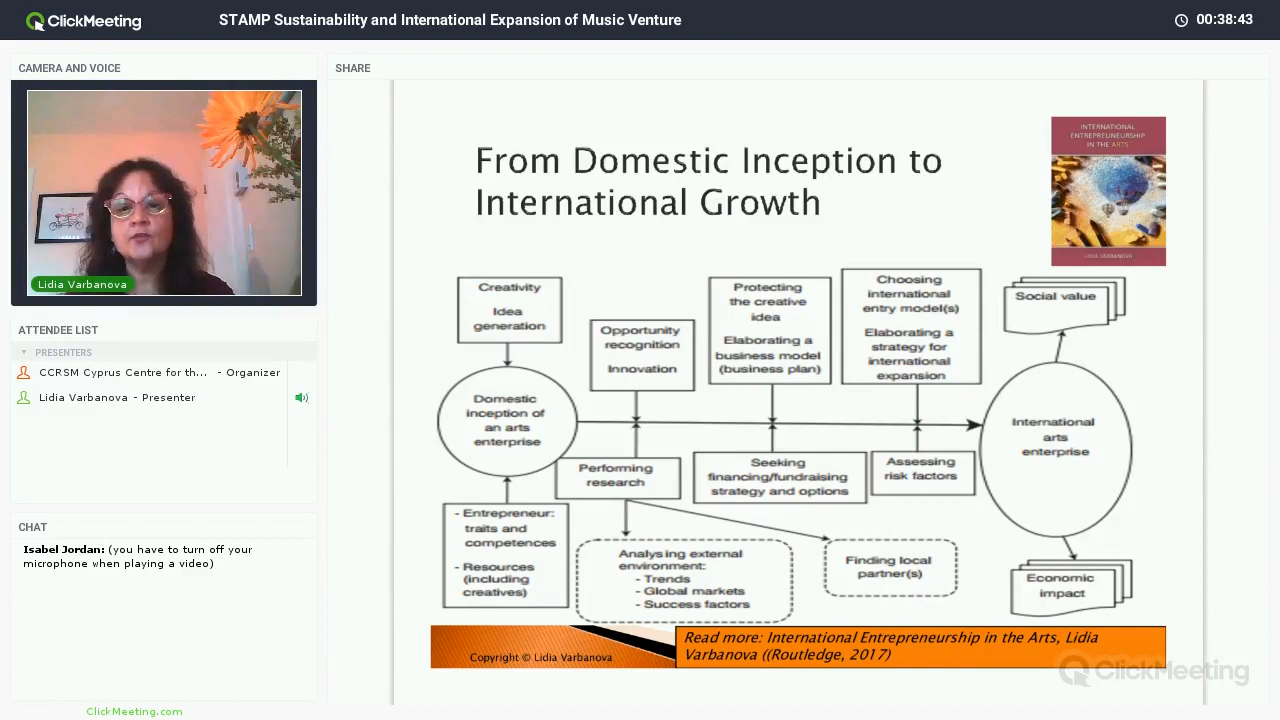 ClickMeeting
STAMP Sustainability and International Expansion of Music Venture
00:38:43
CAMERA AND VOICE
Lidia Varbanova
ATTENDEE LIST
PRESENTERS
CCRSM Cyprus Centre for th... - Organizer
Lidia Varbanova - Presenter
CHAT
Isabel Jordan: (you have to turn off your
microphone when playing a video)
ClickMeeting.com
SHARE
From Domestic Inception to
International Growth
INTERNATIONAL
ENTREPRENEURSHIP
IN THE ARTS
LIDIA VARBANOVA
Creativity
Idea
generation
Opportunity
recognition
Innovation
Protecting
the creative
idea
Elaborating a
business model
(business plan)
Choosing
international
entry model(s)
Elaborating a
strategy for
international
expansion
Social value
Domestic
inception of
an arts
enterprise
International
arts
enterprise
Performing
research
Seeking
financing/fundraising
strategy and options
Assessing
risk factors
- Entrepreneur:
traits and
competences
- Resources
(including
creatives)
Analysing external
environment:
- Trends
- Global markets
- Success factors
Finding local
partner(s)
Economic
impact
Copyright © Lidia Varbanova
Read more: International Entrepreneurship in the Arts, Lidia
Varbanova ((Routledge, 2017)
ClickMeeting